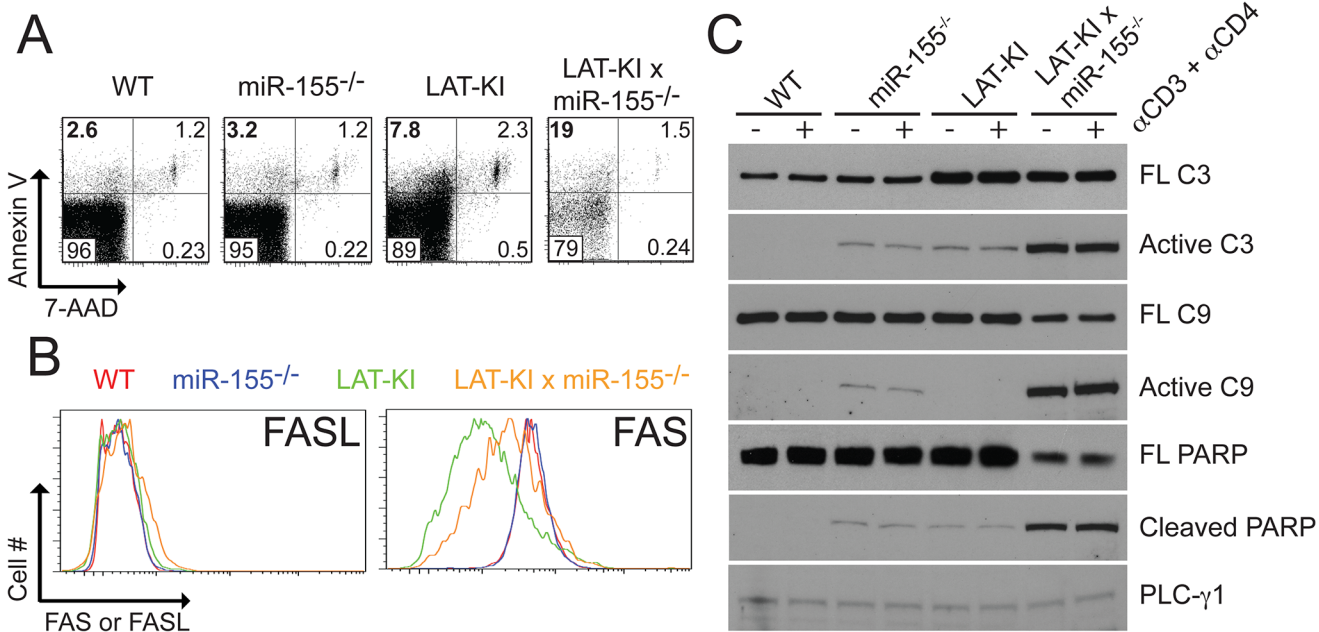 A
WT
miR-155-/-
LAT-KI
LAT-KI x
miR-155-/-
2.6 1.2
96 0.23
3.2 1.2
95 0.22
7.8 2.3
89 0.5
19 1.5
79 0.24
Annexin V
7-AAD
B
WT miR-155-/- LAT-KI LAT-KI x miR-155-/-
FASL
FAS
Cell #
FAS or FASL
C
WT
miR-155-/-
LAT-KI
LAT-KI x
miR-155-/-
αCD3 + αCD4
- + - + - + - +
FL C3
Active C3
FL C9
Active C9
FL PARP
Cleaved PARP
PLC-γ1